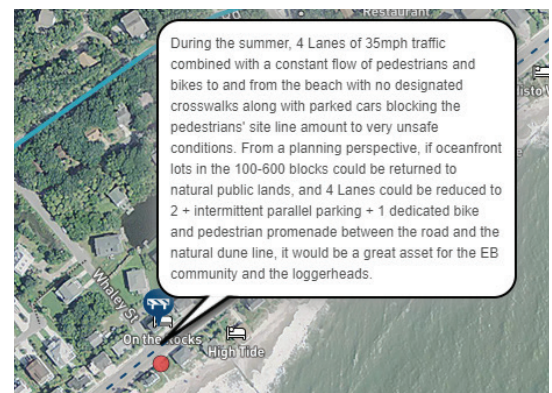 Restaurant
During the summer, 4 Lanes of 35mph traffic
combined with a constant flow of pedestrians and
bikes to and from the beach with no designated
crosswalks along with parked cars blocking the
pedestrians' site line amount to very unsafe
conditions. From a planning perspective, if oceanfront
lots in the 100-600 blocks could be returned to
natural public lands, and 4 Lanes could be reduced to
2 + intermittent parallel parking + 1 dedicated bike
and pedestrian promenade between the road and the
natural dune line, it would be a great asset for the EB
community and the loggerheads.
Whaley St
On the Rocks
High Tide